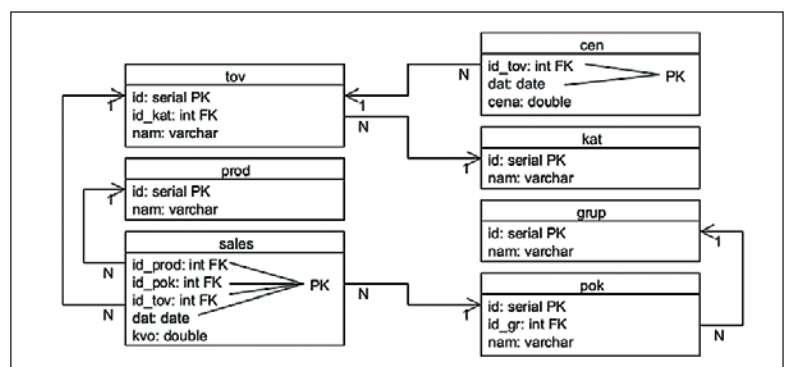 tov
id: serial PK
id_kat: int FK
nam: varchar
1
N
prod
id: serial PK
nam: varchar
1
sales
id_prod: int FK
id_pok: int FK
id_tov: int FK
dat: date
kvo: double
PK
N
N
N
cen
id_tov: int FK
dat: date
cena: double
PK
N
1
kat
id: serial PK
nam: varchar
1
grup
id: serial PK
nam: varchar
1
pok
id: serial PK
id_gr: int FK
nam: varchar
1
N